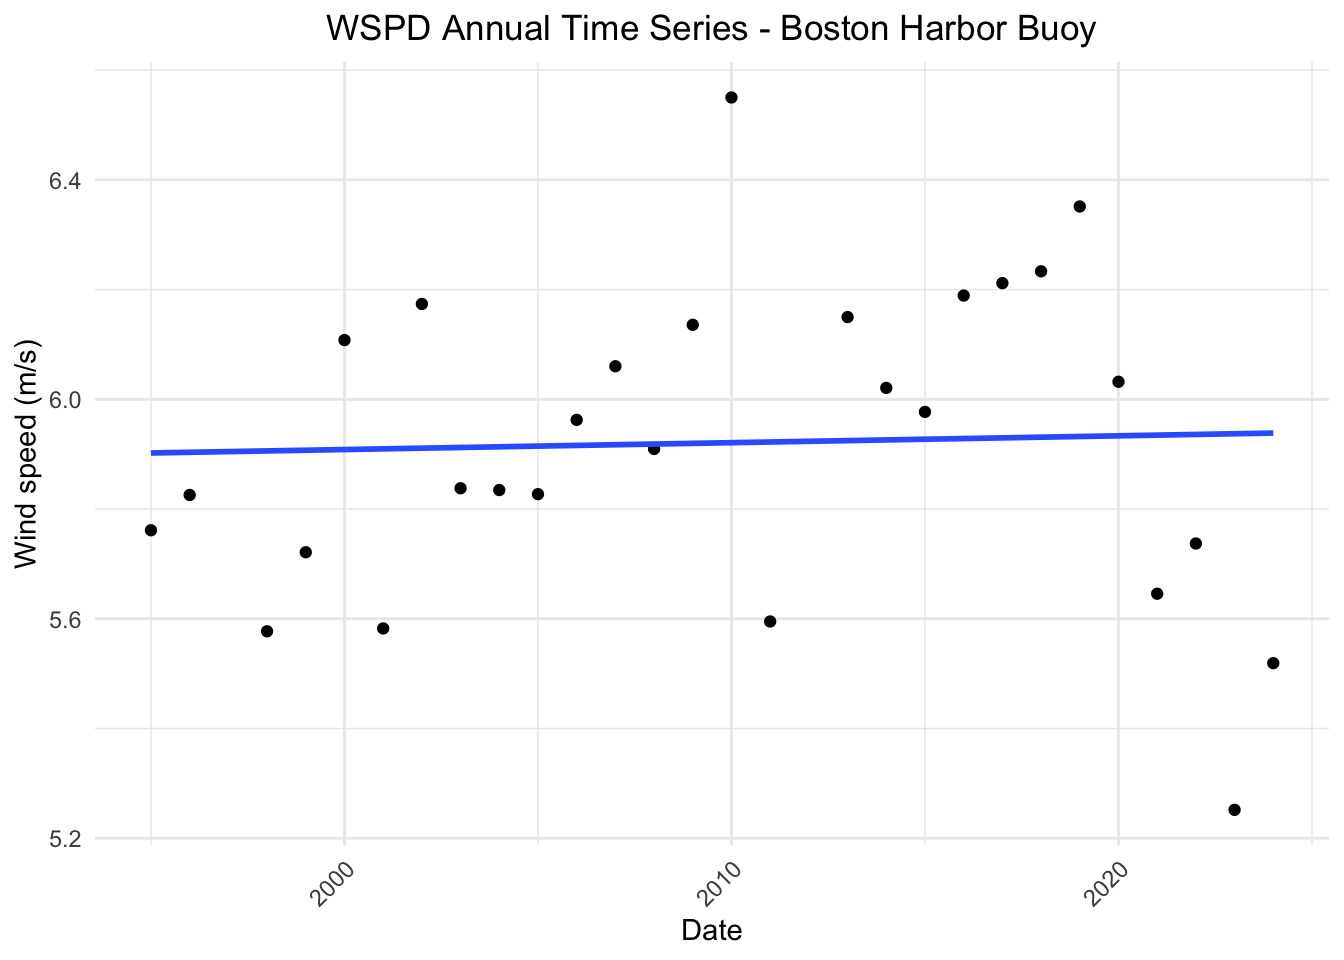 WSPD Annual Time Series - Boston Harbor Buoy
Wind speed (m/s)
6.4
6.0
5.6
5.2
2000
2010
2020
Date